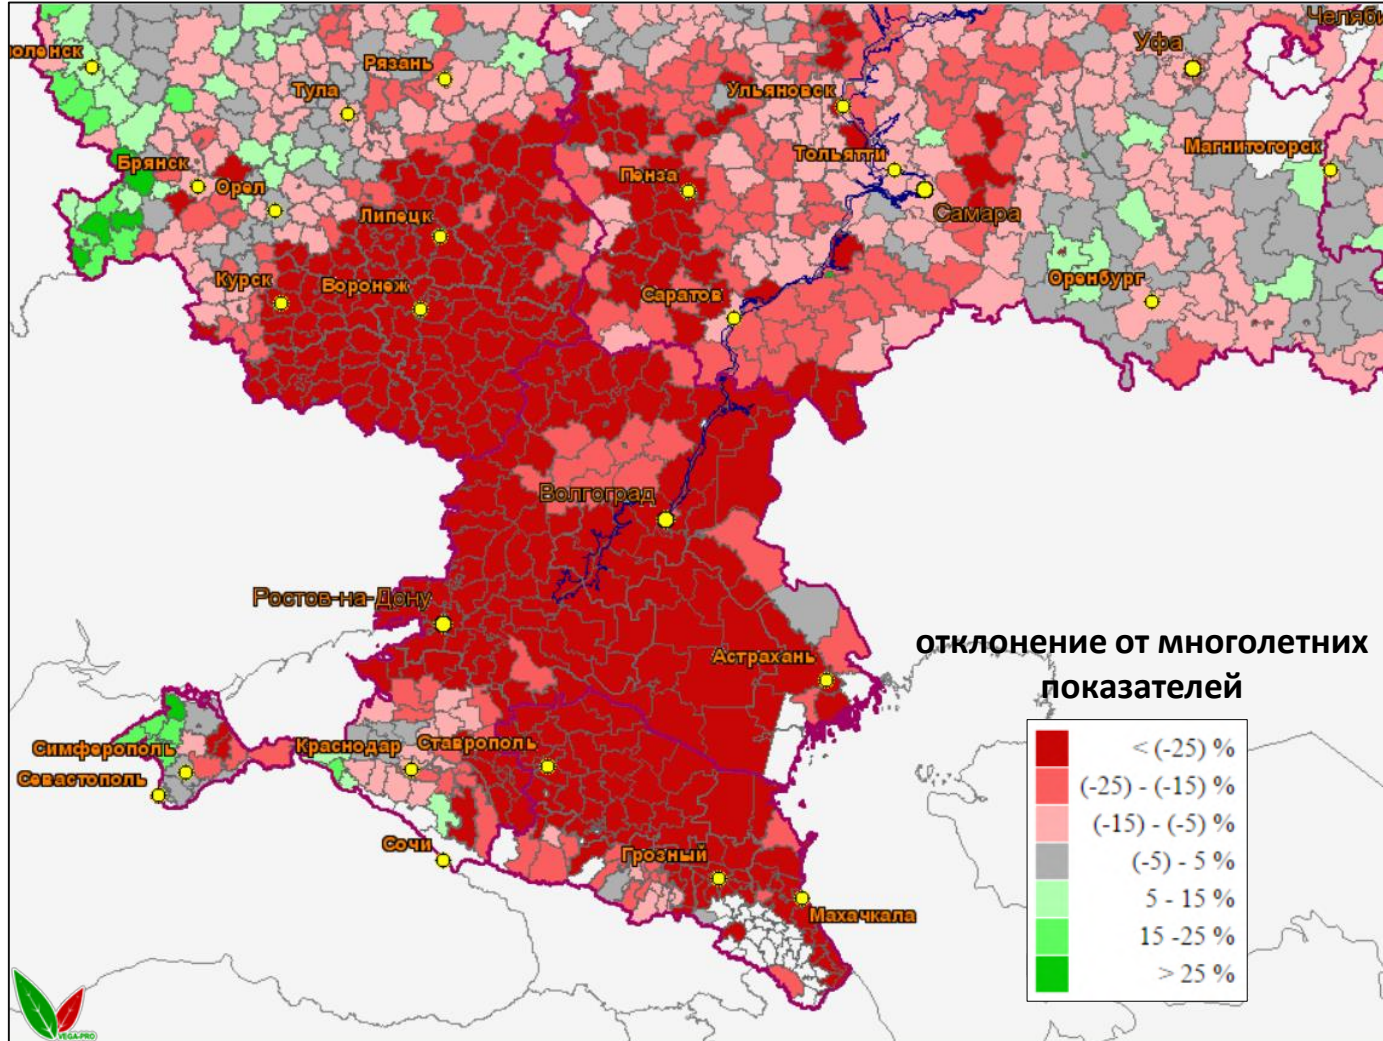 Челяби
Уфа
оленск
Рязань
Тула
Ульяновск
Тольятти
Магнитогорск
Брянск
Орел
Пенза
Самара
Липецк
Курск
Воронеж
Саратов
Оренбург
Волгоград
Ростов-на-Дону
Астрахань
отклонение от многолетних
показателей
Симферополь
Краснодар
Ставрополь
Севастополь
Сочи
Грозный
Махачкала
< (-25) %
(-25) - (-15) %
(-15) - (-5) %
(-5) - 5 %
5 - 15 %
15 -25 %
> 25 %
VEGA-PRO